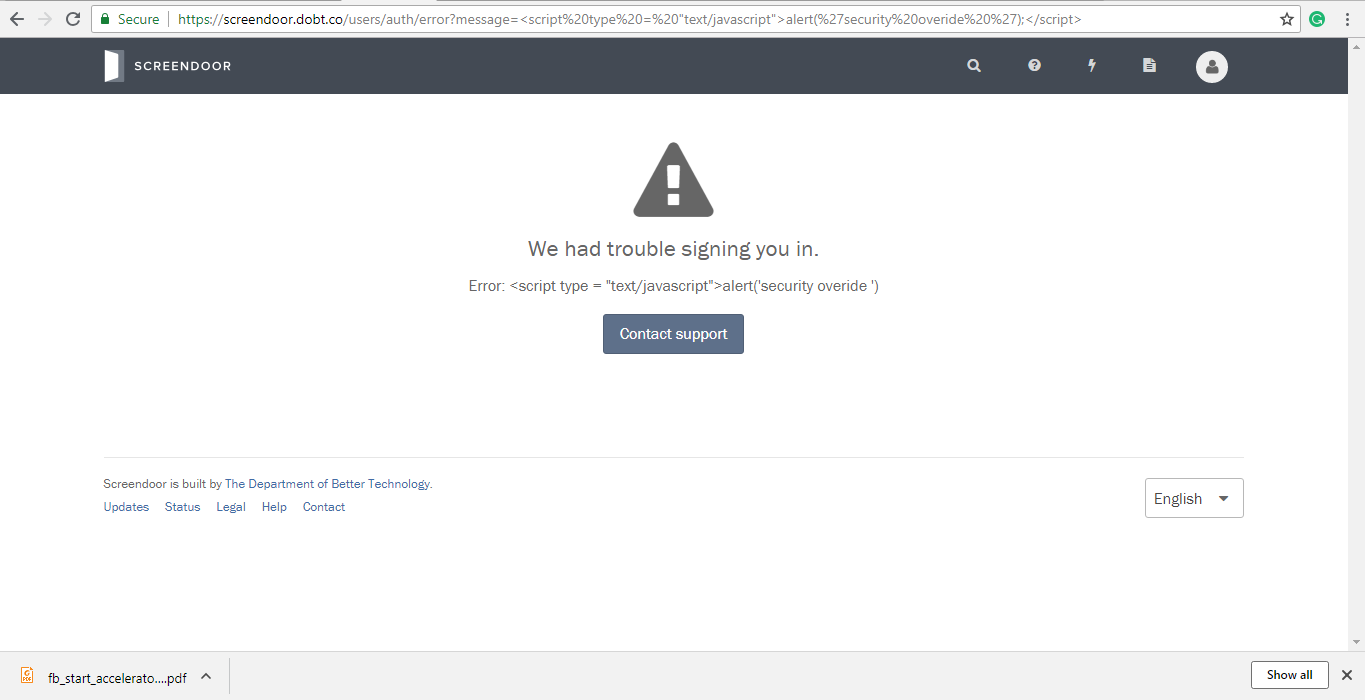 Secure https://screendoor.dobt.co/users/auth/error?message=<script%20type%20=%20"text/javascript">alert(%27security%20overide%20%27);</script>
SCREENDOOR
We had trouble signing you in.
Error: <script type = "text/javascript">alert('security overide ')
Contact support
Screendoor is built by The Department of Better Technology.
Updates Status Legal Help Contact
English
fb_start_accelerato....pdf
Show all